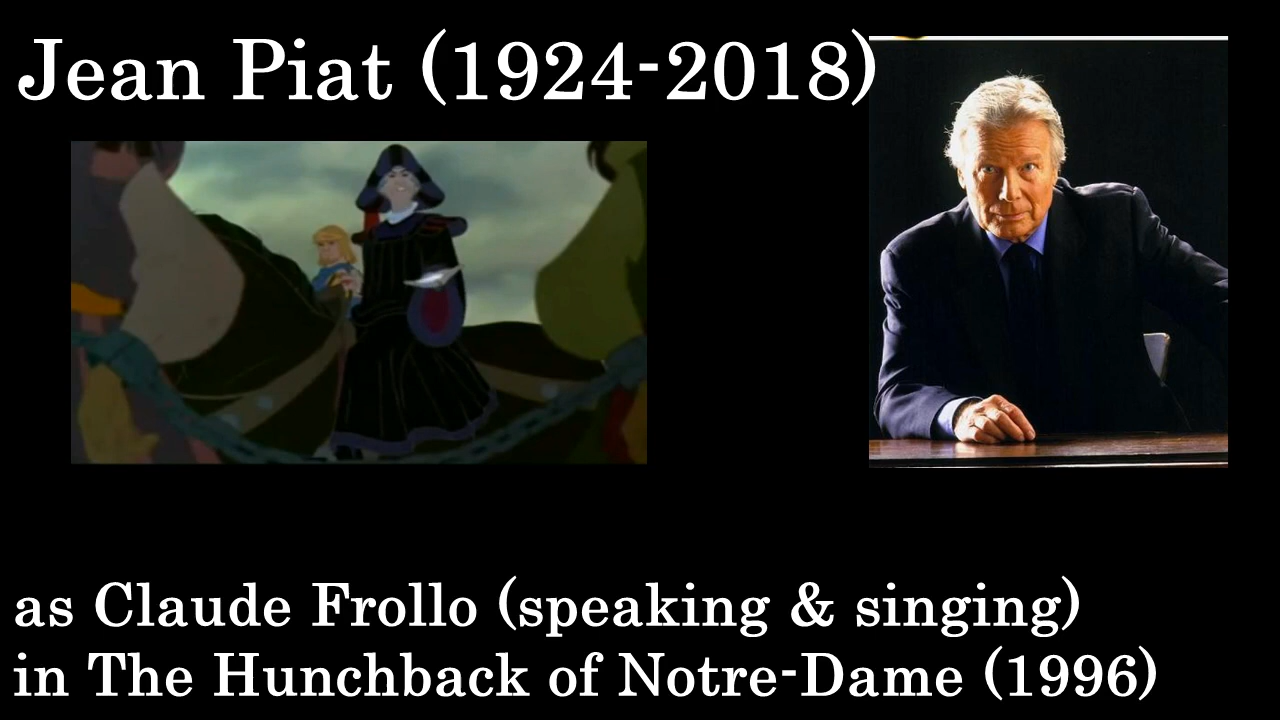 Jean Piat (1924-2018)
as Claude Frollo (speaking & singing)
in The Hunchback of Notre-Dame (1996)